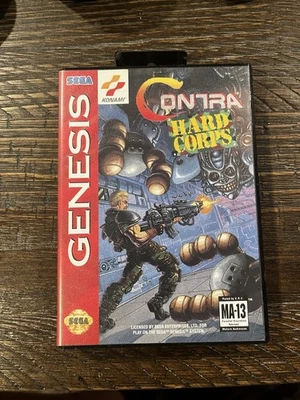 SEGA
KONAMI
CONTRA
HARD
CORPS
GENESIS
MA-13
LICENSED BY SEGA ENTERPRISES, LTD. FOR
PLAY ON THE SEGA™ GENESIS™ SYSTEM.
SEGA